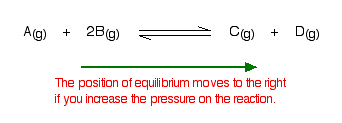 A(g) + 2B(g) ⇌ C(g) + D(g)
The position of equilibrium moves to the right
if you increase the pressure on the reaction.